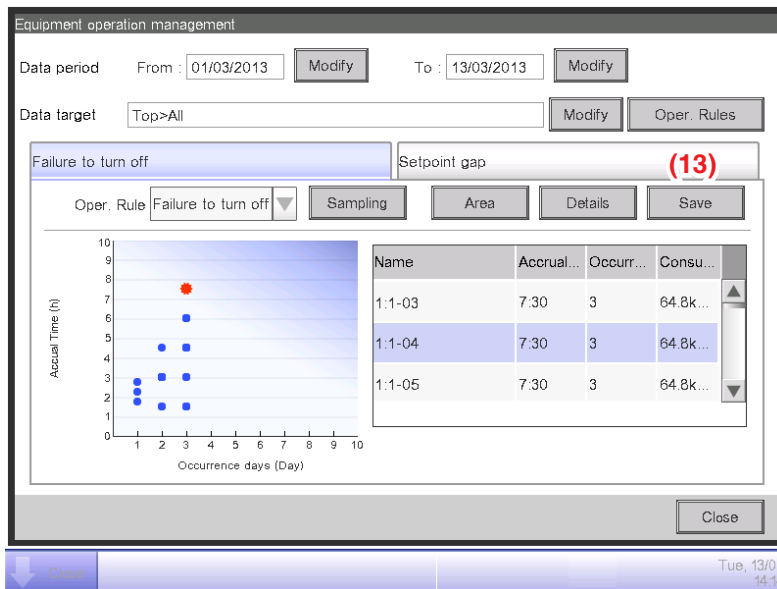 Equipment operation management
Data period From : 01/03/2013 Modify To : 13/03/2013 Modify
Data target Top>All Modify Oper. Rules
Failure to turn off Setpoint gap (13)
Oper. Rule Failure to turn off Sampling Area Details Save
Name Accrual... Occurr... Consu...
1:1-03 7:30 3 64.8k...
1:1-04 7:30 3 64.8k...
1:1-05 7:30 3 64.8k...
Accual Time (h)
10
9
8
7
6
5
4
3
2
1
0
1 2 3 4 5 6 7 8 9 10
Occurrence days (Day)
Close
Tue, 13/0
14:1